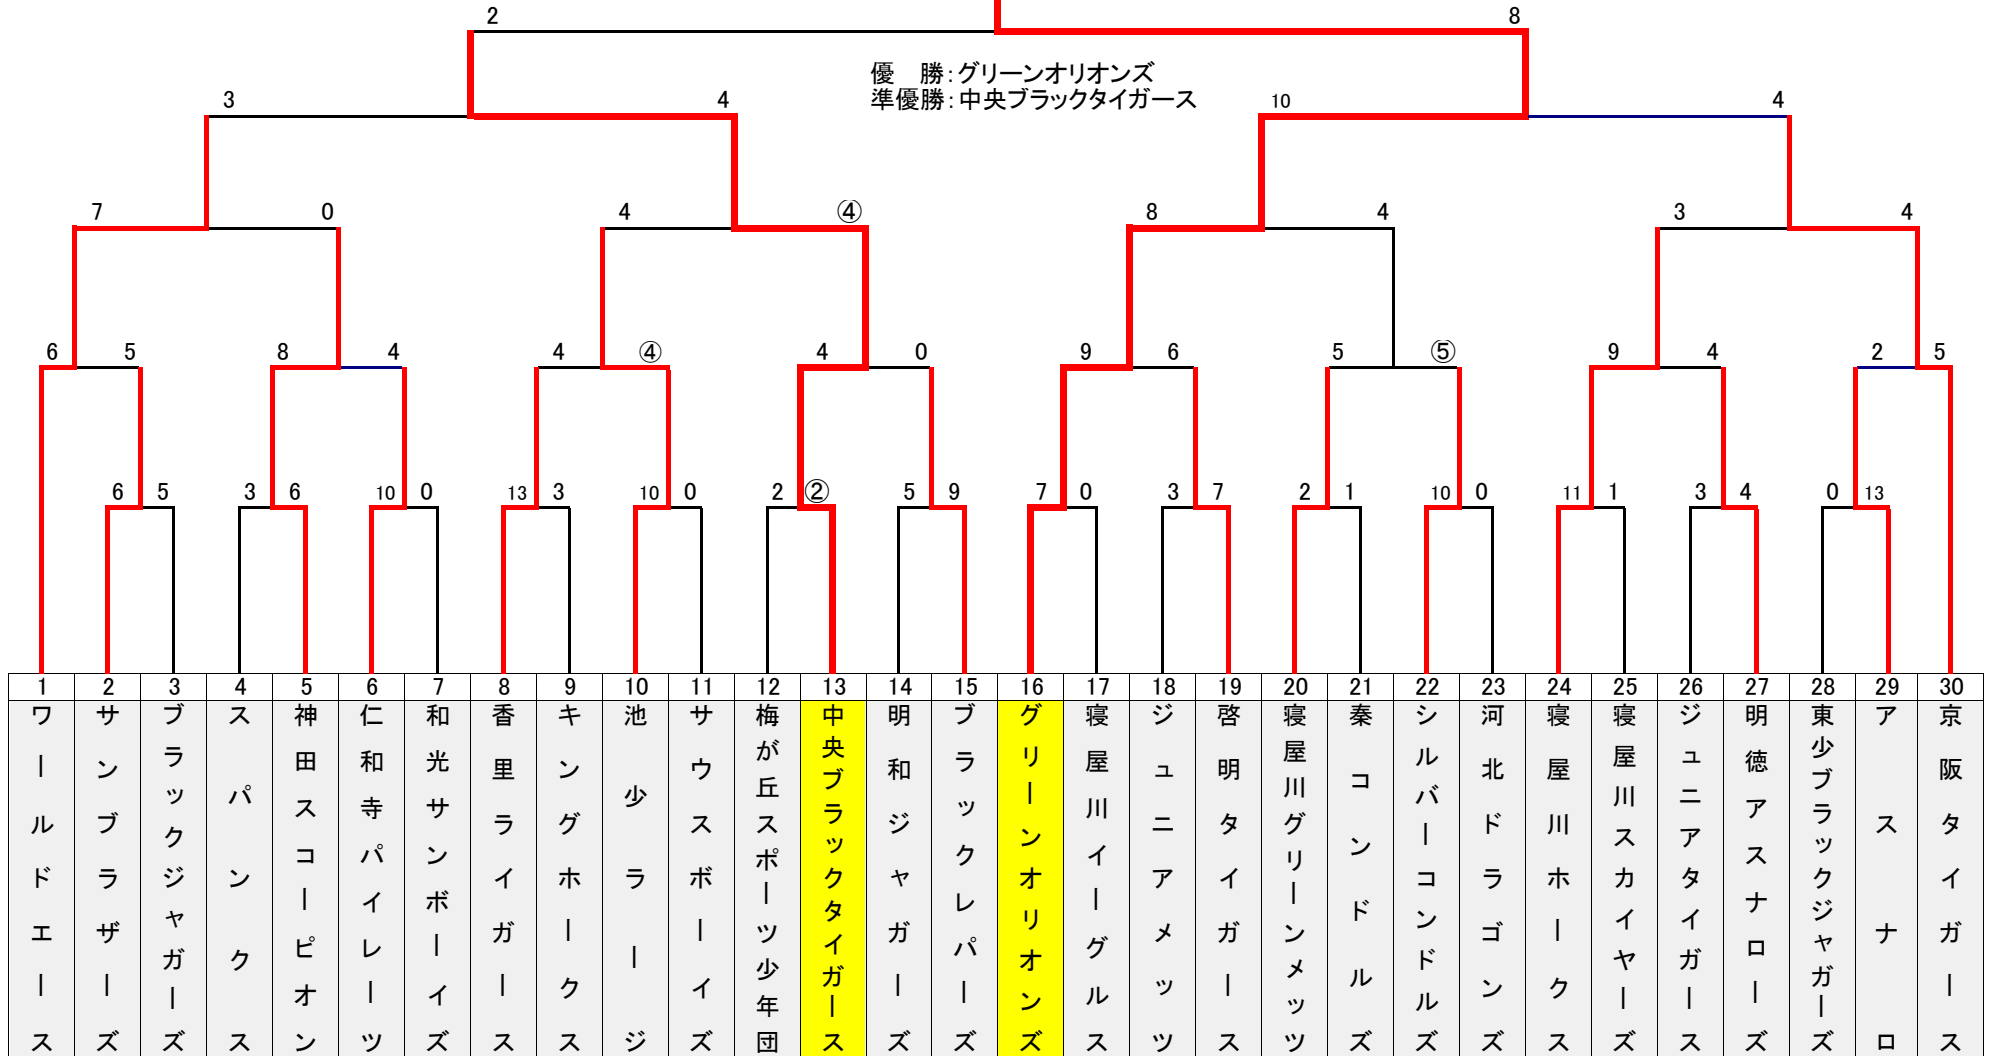 2 8
優　勝：グリーンオリオンズ
準優勝：中央ブラックタイガース
3 4 10 4
7 0 4 ④ 8 4 3 4
6 5 8 4 4 ④ 4 0 9 6 5 ⑤ 9 4 2 5
6 5 3 6 10 0 13 3 10 0 2 ② 5 9 7 0 3 7 2 1 10 0 11 1 3 4 0 13
1 2 3 4 5 6 7 8 9 10 11 12 13 14 15 16 17 18 19 20 21 22 23 24 25 26 27 28 29 30
ワールドエース
サンブラザーズ
ブラックジャガーズ
スパンクス
神田スコーピオン
仁和寺パイレーツ
和光サンボーイズ
香里ライガース
キングホークス
池少ラージ
サウスボーイズ
梅が丘スポーツ少年団
中央ブラックタイガース
明和ジャガーズ
ブラックレパーズ
グリーンオリオンズ
寝屋川イーグルス
ジュニアメッツ
啓明タイガース
寝屋川グリーンメッツ
秦コンドルズ
シルバーコンドルズ
河北ドラゴンズ
寝屋川ホークス
寝屋川スカイヤーズ
ジュニアタイガース
明徳アスナローズ
東少ブラックジャガーズ
アスナロ
京阪タイガース